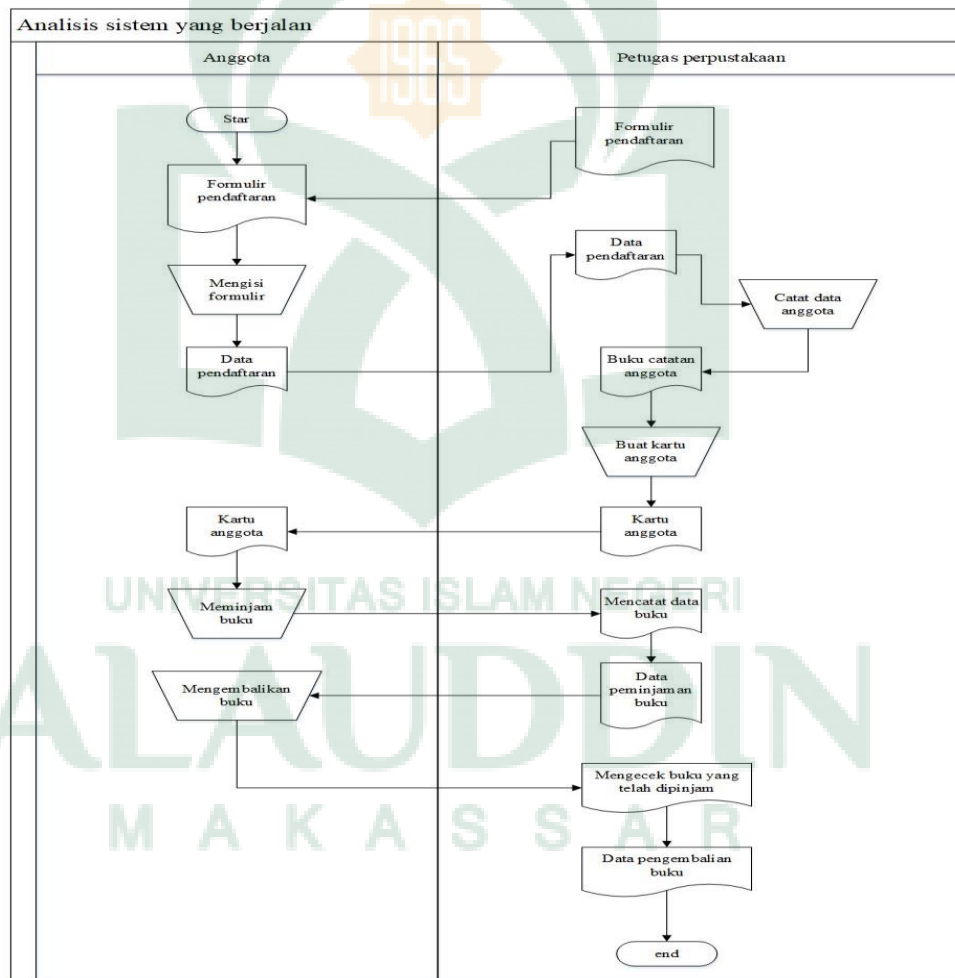 Analisis sistem yang berjalan
Anggota
Petugas perpustakaan
1965
Star
Formulir
pendaftaran
Formulir
pendaftaran
Mengisi
formulir
Data
pendaftaran
Data
pendaftaran
Catat data
anggota
Buku catatan
anggota
Buat kartu
anggota
Kartu
anggota
Kartu
anggota
UNIVERSITAS ISLAM NEGERI
Meminjam
buku
Mencatat data
buku
Data
peminjaman
buku
Mengembalikan
buku
ALAUDDIN
Mengecek buku yang
telah dipinjam
MAKASSAR
Data pengembalian
buku
end